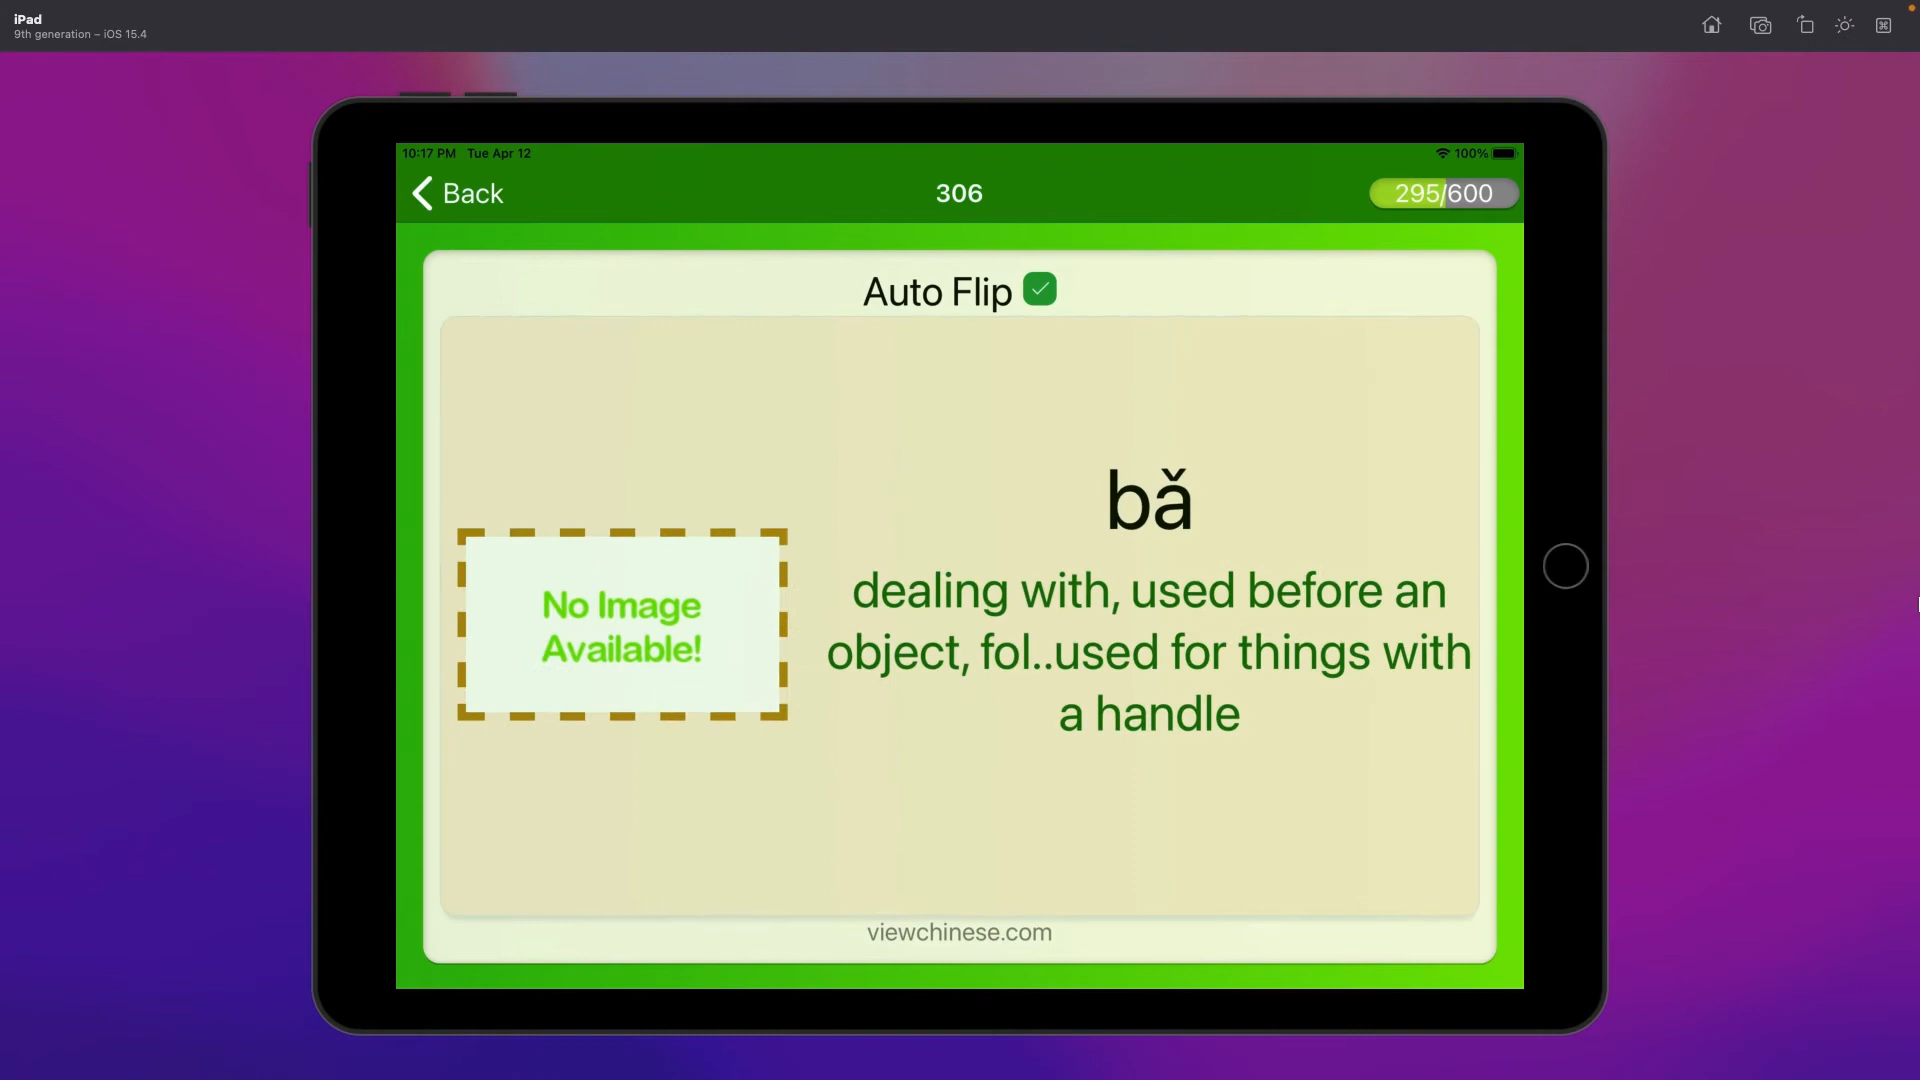 iPad
9th generation – iOS 15.4
10:17 PM Tue Apr 12
100%
Back
306
295/600
Auto Flip
bǎ
dealing with, used before an
object, fol..used for things with
a handle
No Image
Available!
viewchinese.com